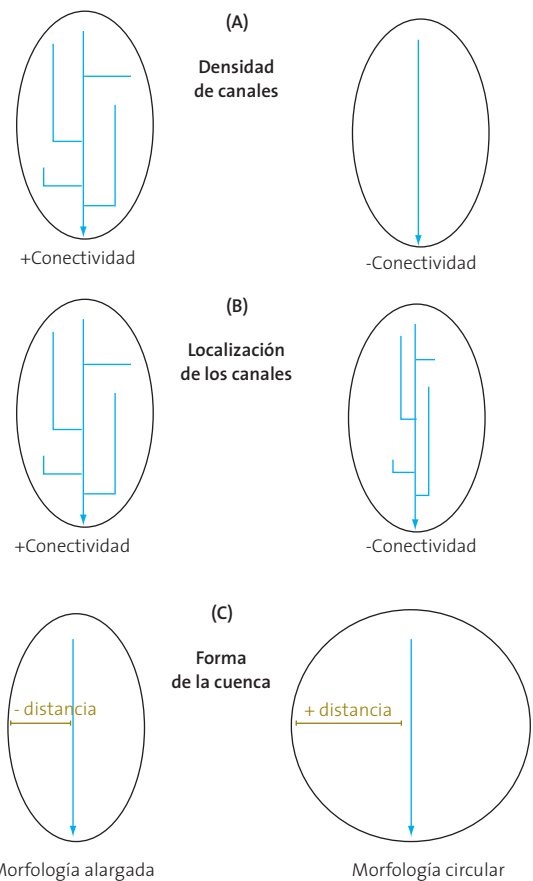 (A)
Densidad
de canales
+Conectividad
-Conectividad
(B)
Localización
de los canales
+Conectividad
-Conectividad
(C)
Forma
de la cuenca
- distancia
+ distancia
Morfología alargada
Morfología circular